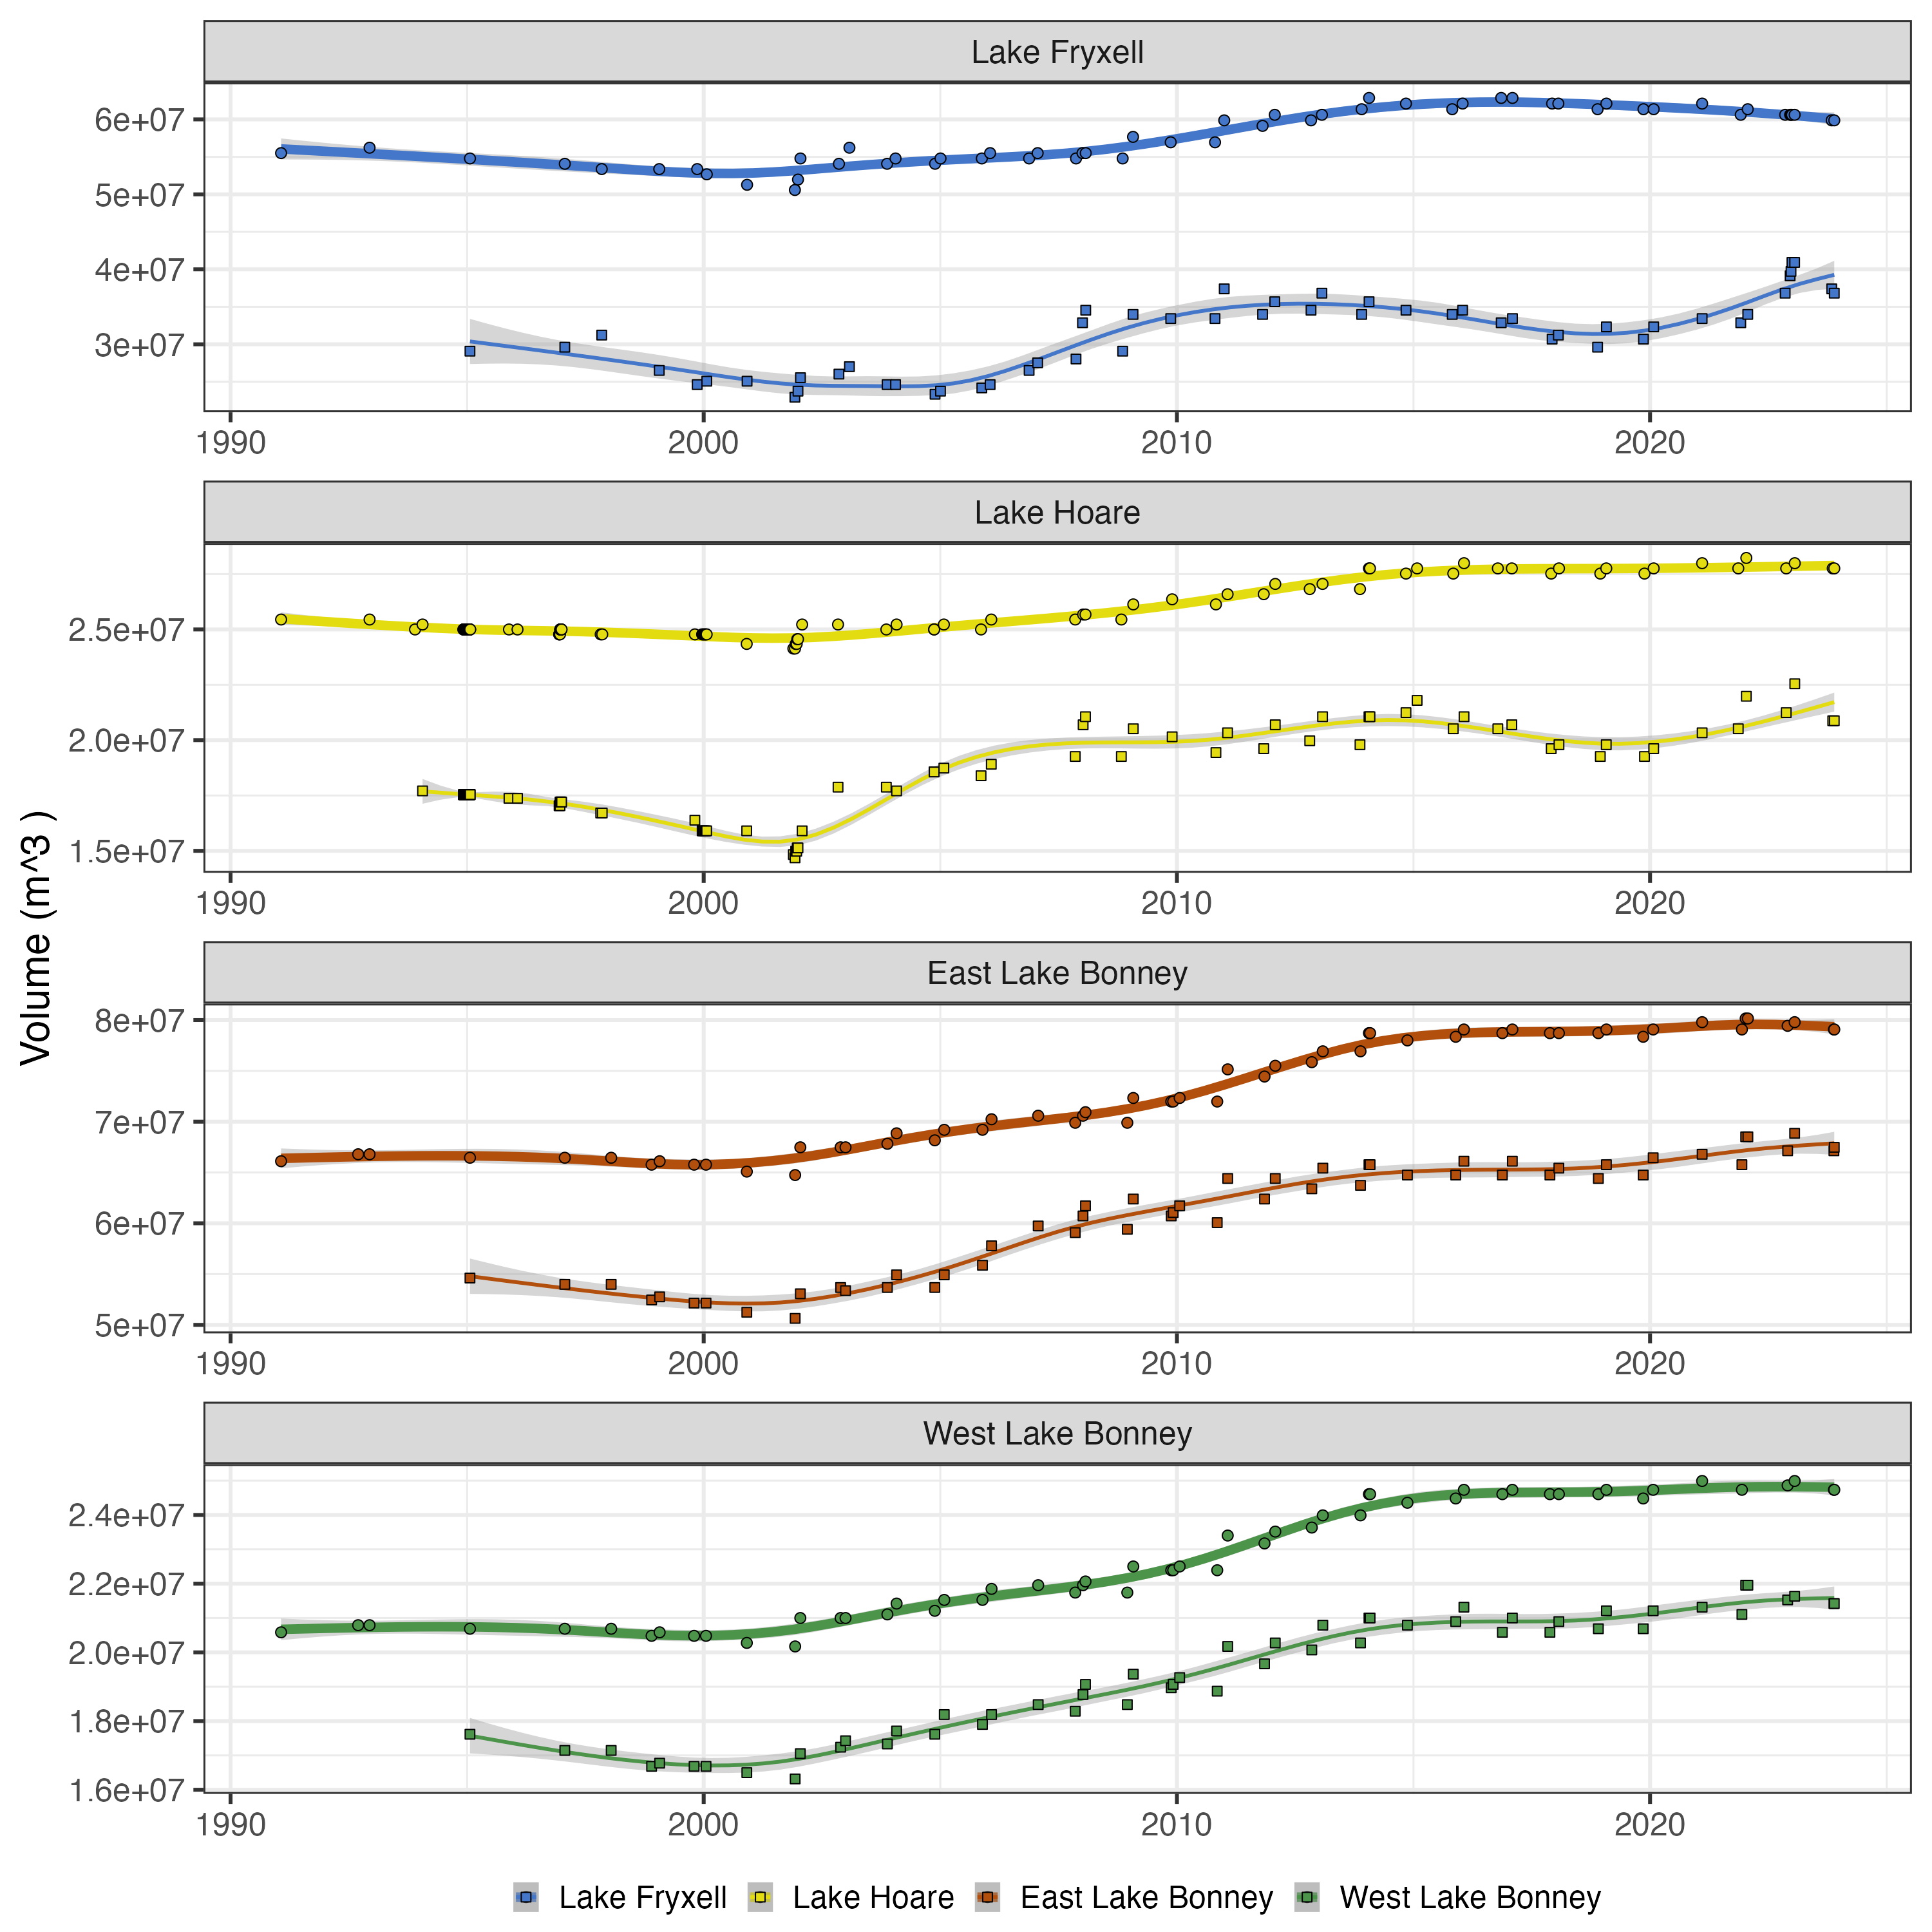 Lake Fryxell
6e+07
5e+07
4e+07
3e+07
1990 2000 2010 2020
Lake Hoare
2.5e+07
2.0e+07
1.5e+07
1990 2000 2010 2020
Volume (m^3 )
East Lake Bonney
8e+07
7e+07
6e+07
5e+07
1990 2000 2010 2020
West Lake Bonney
2.4e+07
2.2e+07
2.0e+07
1.8e+07
1.6e+07
1990 2000 2010 2020
Lake Fryxell Lake Hoare East Lake Bonney West Lake Bonney